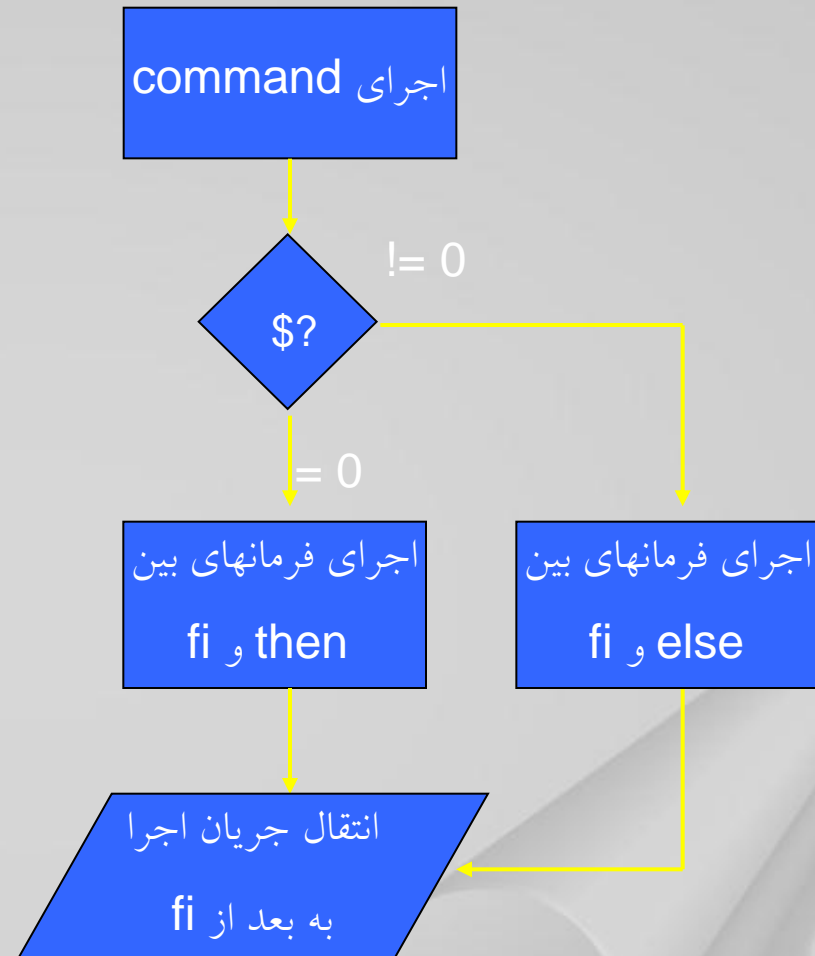 اجرای command
!= 0
$?
= 0
اجرای فرمانهای بین
then و fi
اجرای فرمانهای بین
else و fi
انتقال جریان اجرا
به بعد از fi